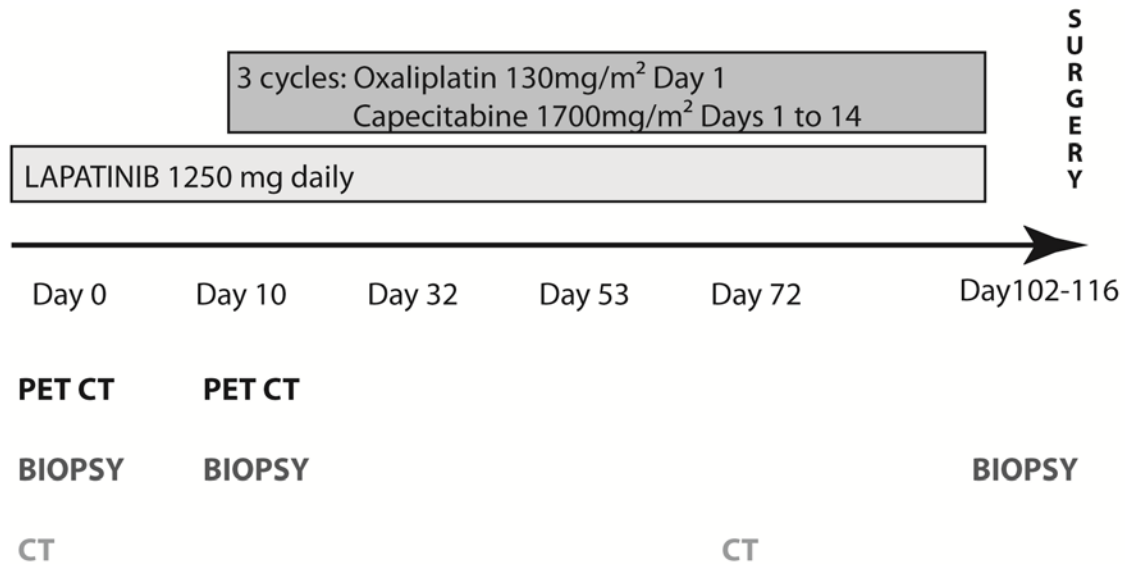 SURGERY
3 cycles: Oxaliplatin 130mg/m² Day 1
Capecitabine 1700mg/m² Days 1 to 14
LAPATINIB 1250 mg daily
Day 0 Day 10 Day 32 Day 53 Day 72 Day102-116
PET CT PET CT
BIOPSY BIOPSY BIOPSY
CT CT